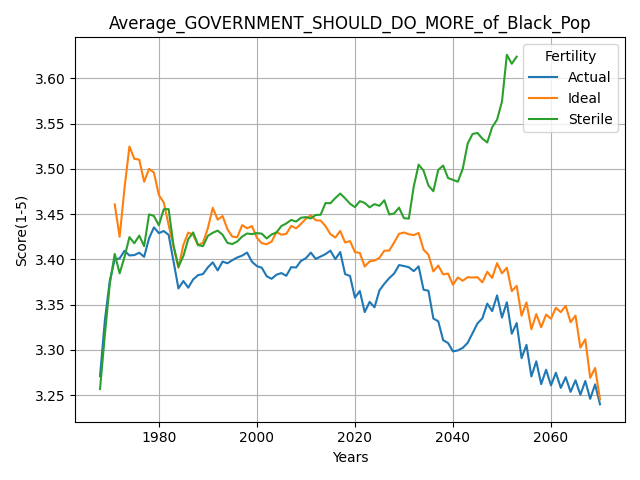 Average_GOVERNMENT_SHOULD_DO_MORE_of_Black_Pop
Fertility
Actual
Ideal
Sterile
Score(1-5)
3.60
3.55
3.50
3.45
3.40
3.35
3.30
3.25
1980
2000
2020
2040
2060
Years